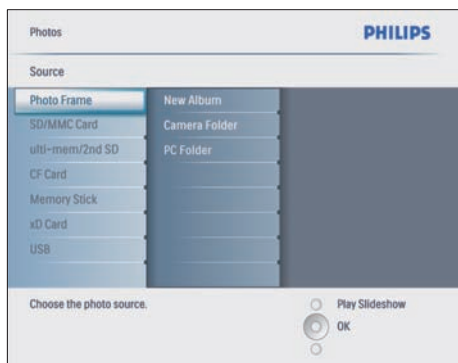 Photos
PHILIPS
Source
Photo Frame
New Album
SD/MMC Card
Camera Folder
ulti-mem/2nd SD
PC Folder
CF Card
Memory Stick
xD Card
USB
Choose the photo source.
Play Slideshow
OK